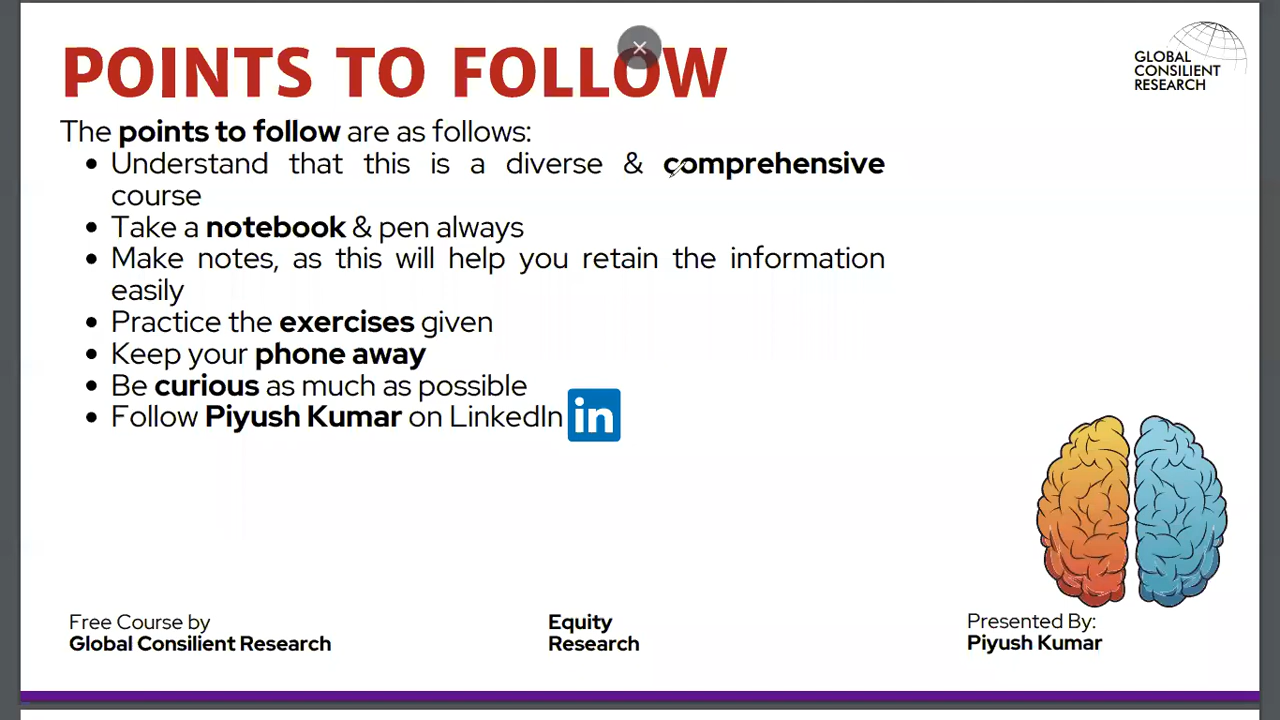 POINTS TO FOLLOW
GLOBAL
CONSILIENT
RESEARCH
The points to follow are as follows:
• Understand that this is a diverse & comprehensive
course
• Take a notebook & pen always
• Make notes, as this will help you retain the information
easily
• Practice the exercises given
• Keep your phone away
• Be curious as much as possible
• Follow Piyush Kumar on LinkedIn in
Free Course by
Global Consilient Research
Equity
Research
Presented By:
Piyush Kumar